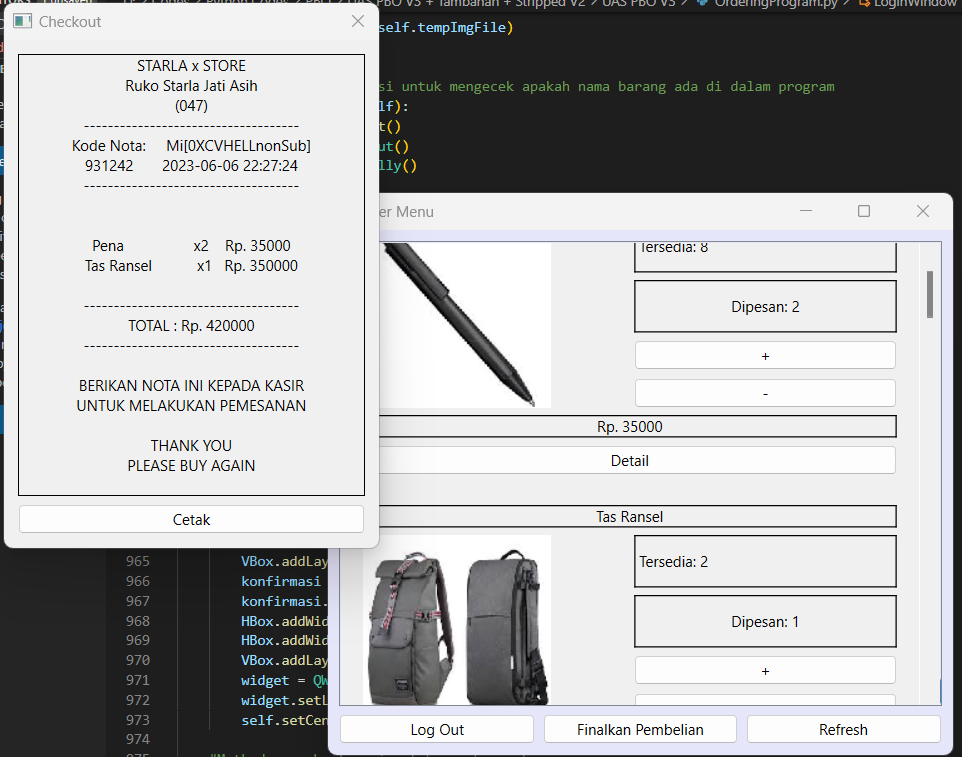 PBO V3 + Tambahan + Stripped V2 > UAS PBO V3 > OrderingProgram.py > LoginWindow
Checkout
self.tempImgFile)
STARLA x STORE
Ruko Starla Jati Asih
(047)
----------------------------------
Kode Nota: Mi[0XCVHELLnonSub]
931242 2023-06-06 22:27:24
----------------------------------
Pena x2 Rp. 35000
Tas Ransel x1 Rp. 350000
----------------------------------
TOTAL : Rp. 420000
----------------------------------
BERIKAN NOTA INI KEPADA KASIR
UNTUK MELAKUKAN PEMESANAN
THANK YOU
PLEASE BUY AGAIN
Cetak
si untuk mengecek apakah nama barang ada di dalam program
lf):
t()
ut()
lly()
er Menu
Tersedia: 8
Dipesan: 2
+
-
Rp. 35000
Detail
Tas Ransel
Tersedia: 2
Dipesan: 1
+
Log Out
Finalkan Pembelian
Refresh
965 VBox.addLay
966 konfirmasi
967 konfirmasi.
968 HBox.addWid
969 HBox.addWid
970 VBox.addLay
971 widget = QW
972 widget.setL
973 self.setCen
974